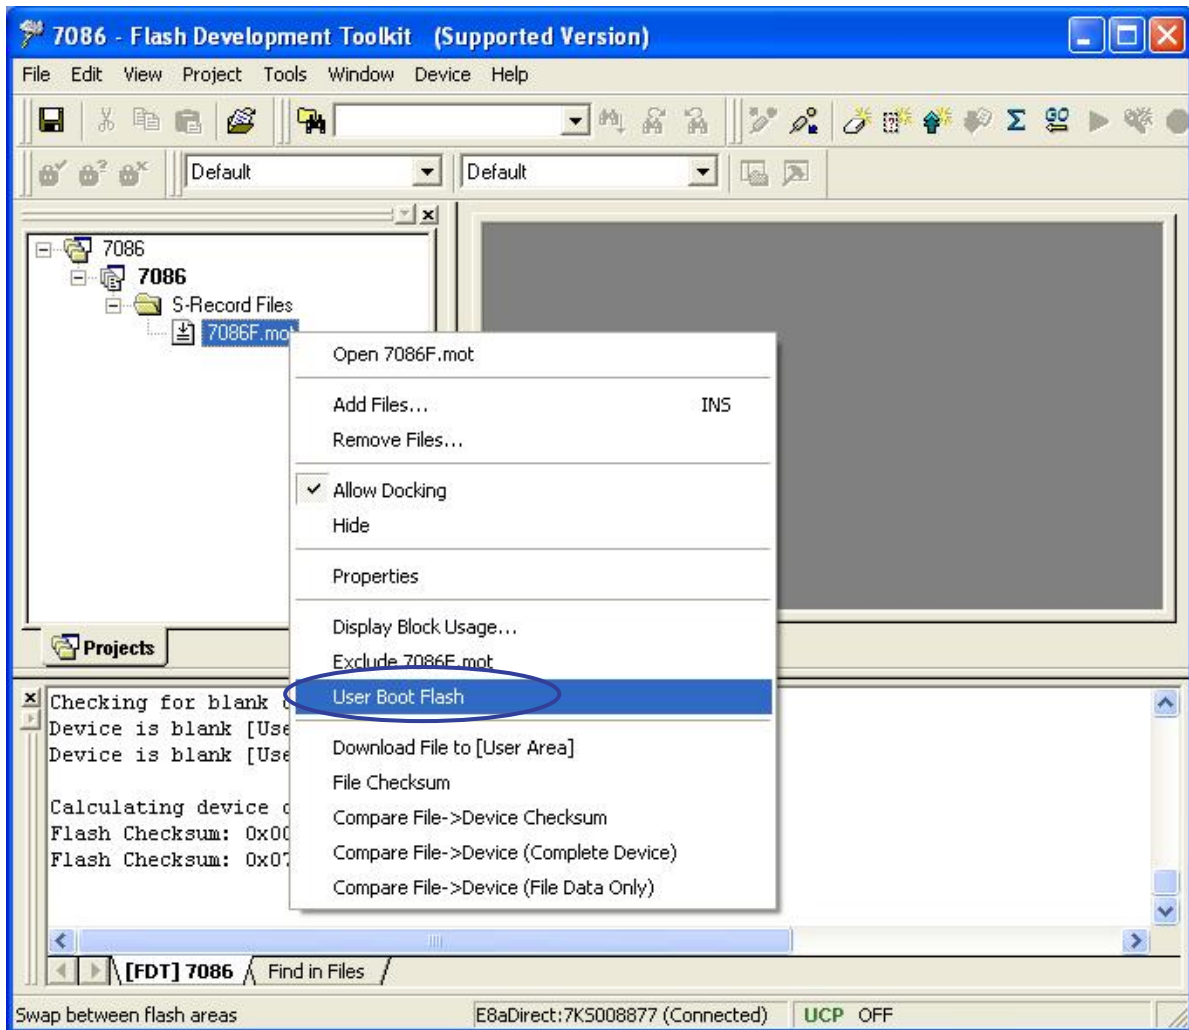 7086 - Flash Development Toolkit (Supported Version)
File Edit View Project Tools Window Device Help
Default Default
7086
7086
S-Record Files
7086F.mot
Open 7086F.mot
Add Files... INS
Remove Files...
Allow Docking
Hide
Properties
Display Block Usage...
Exclude 7086F.mot
User Boot Flash
Download File to [User Area]
File Checksum
Compare File->Device Checksum
Compare File->Device (Complete Device)
Compare File->Device (File Data Only)
Projects
Checking for blank
Device is blank [Use
Device is blank [Use
Calculating device
Flash Checksum: 0x00
Flash Checksum: 0x07
[FDT] 7086 Find in Files
Swap between flash areas E8aDirect:7KS008877 (Connected) UCP OFF